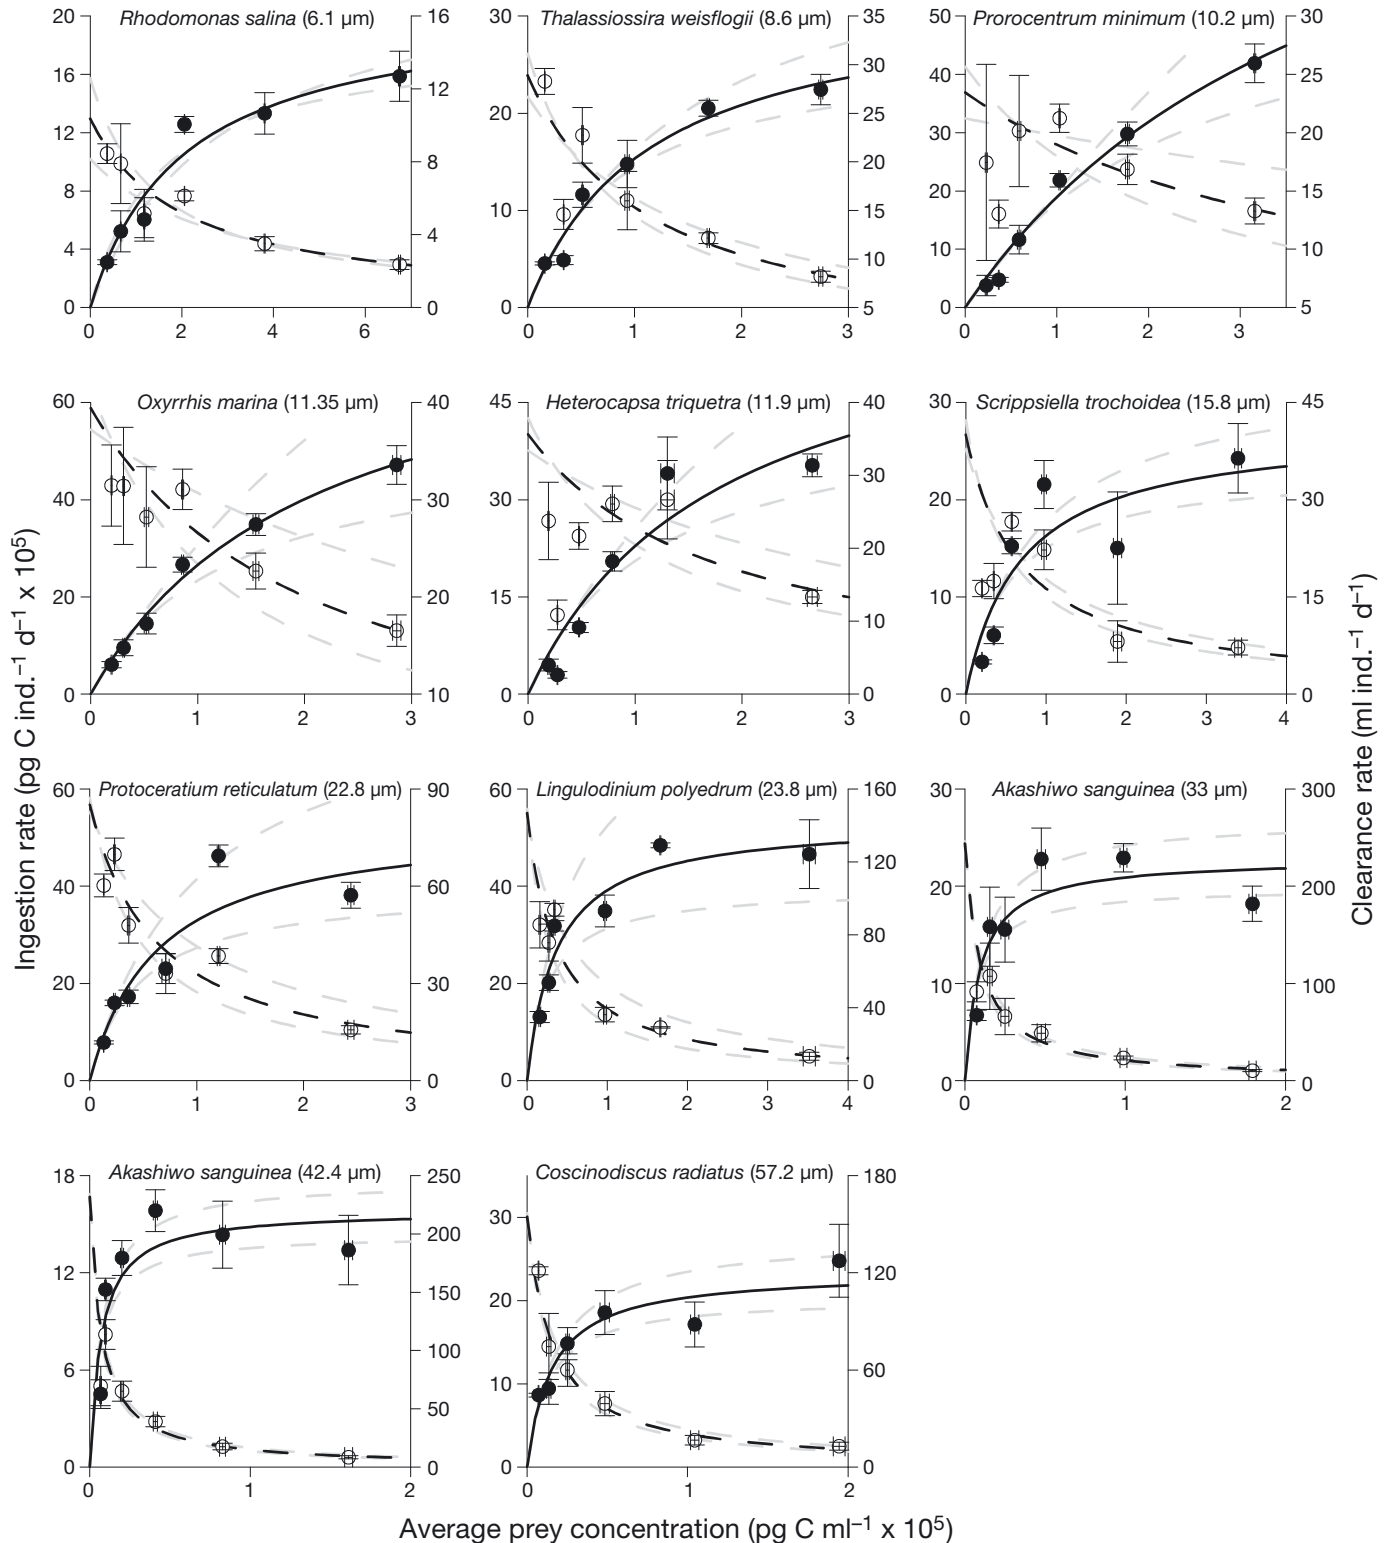 Rhodomonas salina (6.1 µm)
Thalassiossira weisflogii (8.6 µm)
Prorocentrum minimum (10.2 µm)
20 16 12 8 4 0
16 12 8 4 0
0 2 4 6
30 20 10 0
35 30 25 20 15 10 5
0 1 2 3
50 40 30 20 10 0
30 25 20 15 10 5
0 1 2 3
Oxyrrhis marina (11.35 µm)
Heterocapsa triquetra (11.9 µm)
Scrippsiella trochoidea (15.8 µm)
60 40 20 0
40 30 20 10
0 1 2 3
45 30 15 0
40 30 20 10 0
0 1 2 3
30 20 10 0
45 30 15 0
0 1 2 3 4
Ingestion rate (pg C ind.⁻¹ d⁻¹ x 10⁵)
Clearance rate (ml ind.⁻¹ d⁻¹)
Protoceratium reticulatum (22.8 µm)
Lingulodinium polyedrum (23.8 µm)
Akashiwo sanguinea (33 µm)
60 40 20 0
90 60 30 0
0 1 2 3
60 40 20 0
160 120 80 40 0
0 1 2 3 4
30 20 10 0
300 200 100 0
0 1 2
Akashiwo sanguinea (42.4 µm)
Coscinodiscus radiatus (57.2 µm)
18 12 6 0
250 200 150 100 50 0
0 1 2
30 20 10 0
180 120 60 0
0 1 2
Average prey concentration (pg C ml⁻¹ x 10⁵)